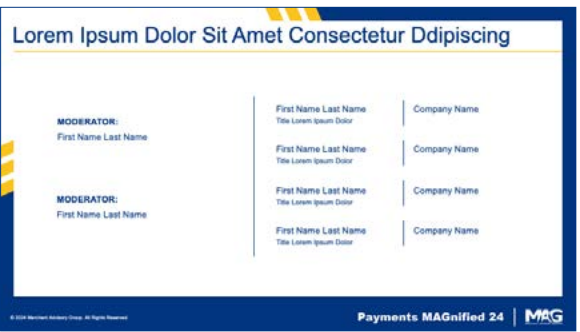 Lorem Ipsum Dolor Sit Amet Consectetur Ddipiscing
MODERATOR:
First Name Last Name
MODERATOR:
First Name Last Name
First Name Last Name
Title Lorem Ipsum Dolor
Company Name
First Name Last Name
Title Lorem Ipsum Dolor
Company Name
First Name Last Name
Title Lorem Ipsum Dolor
Company Name
First Name Last Name
Title Lorem Ipsum Dolor
Company Name
© 2024 Merchant Advisory Group. All Rights Reserved
Payments MAGnified 24
MAG